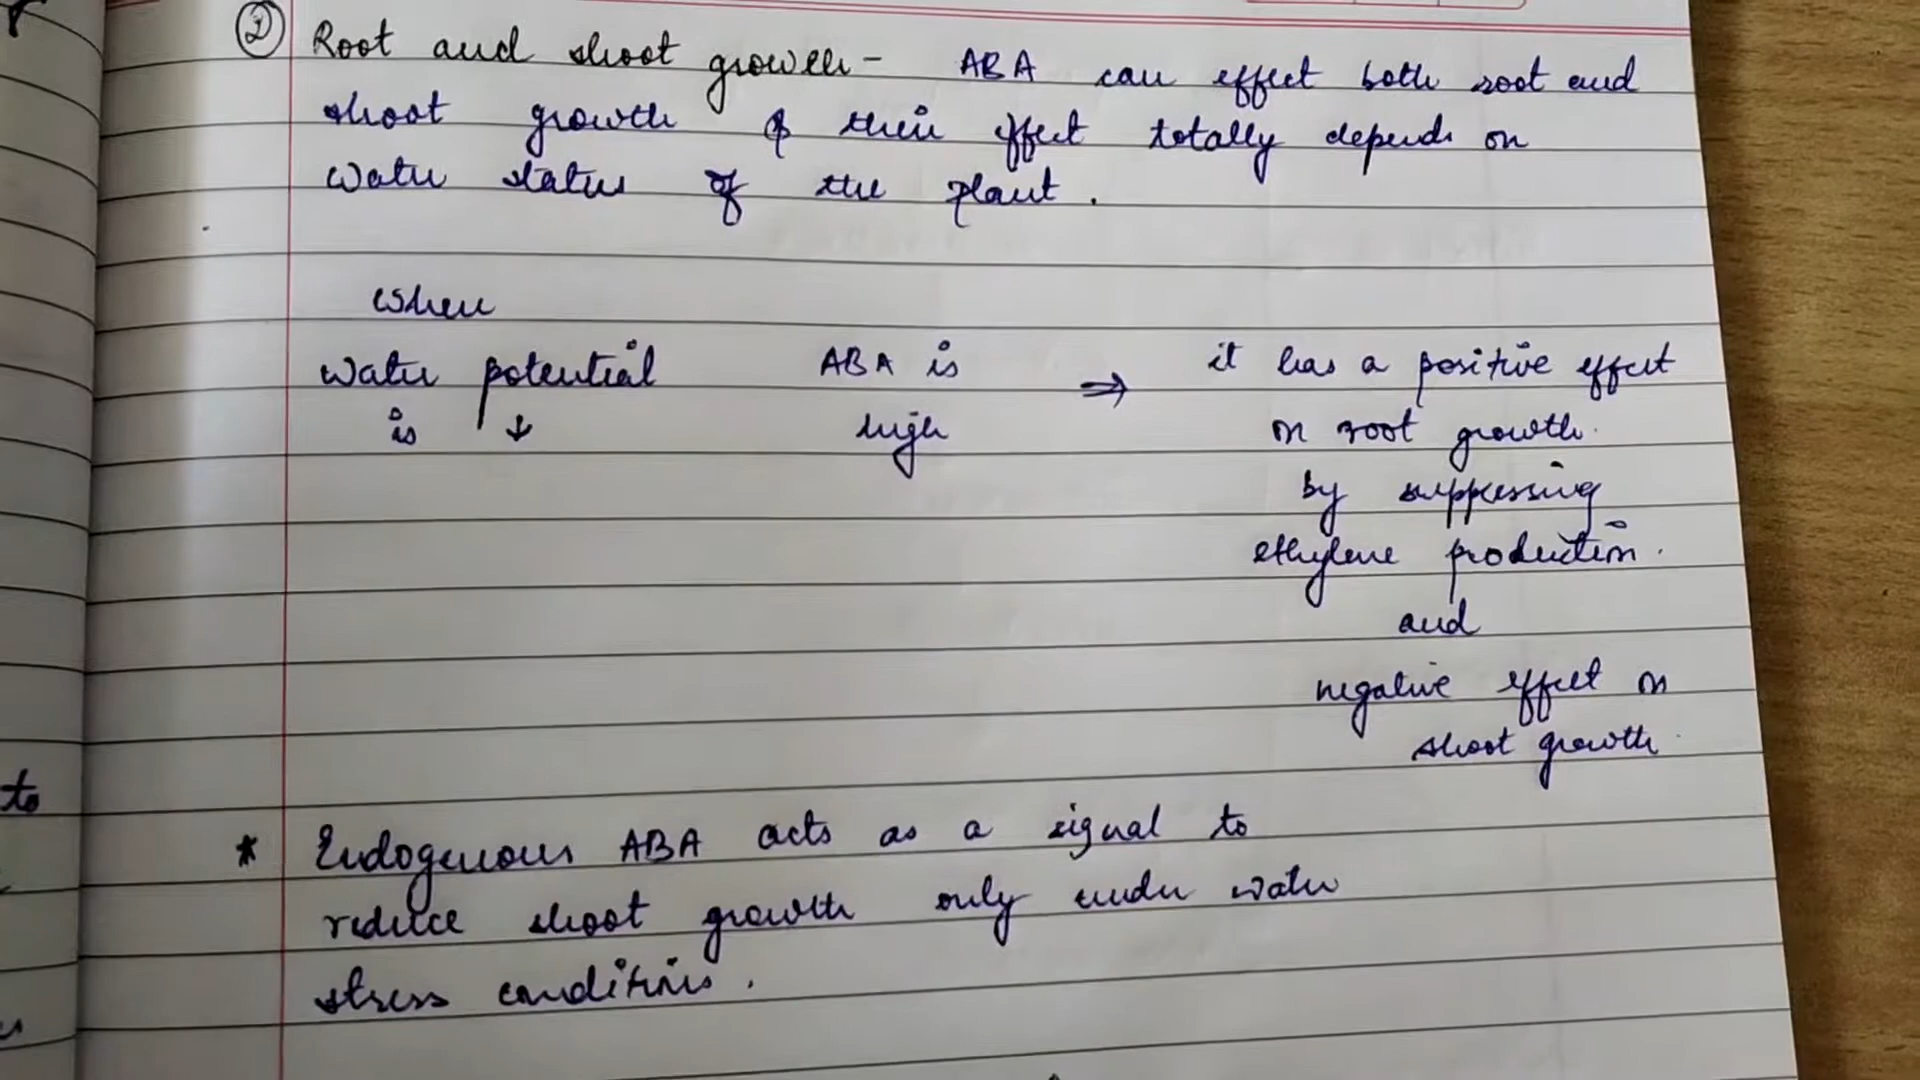 ② Root and shoot growth - ABA can effect both root and
shoot growth & their effect totally depends on
water status of the plant.
when
water potential ABA is ⇒ it has a positive effect
is ↓ high on root growth.
by suppressing
ethylene production.
and
negative effect on
shoot growth.
to
* Endogenous ABA acts as a signal to
reduce shoot growth only under water
stress conditions.